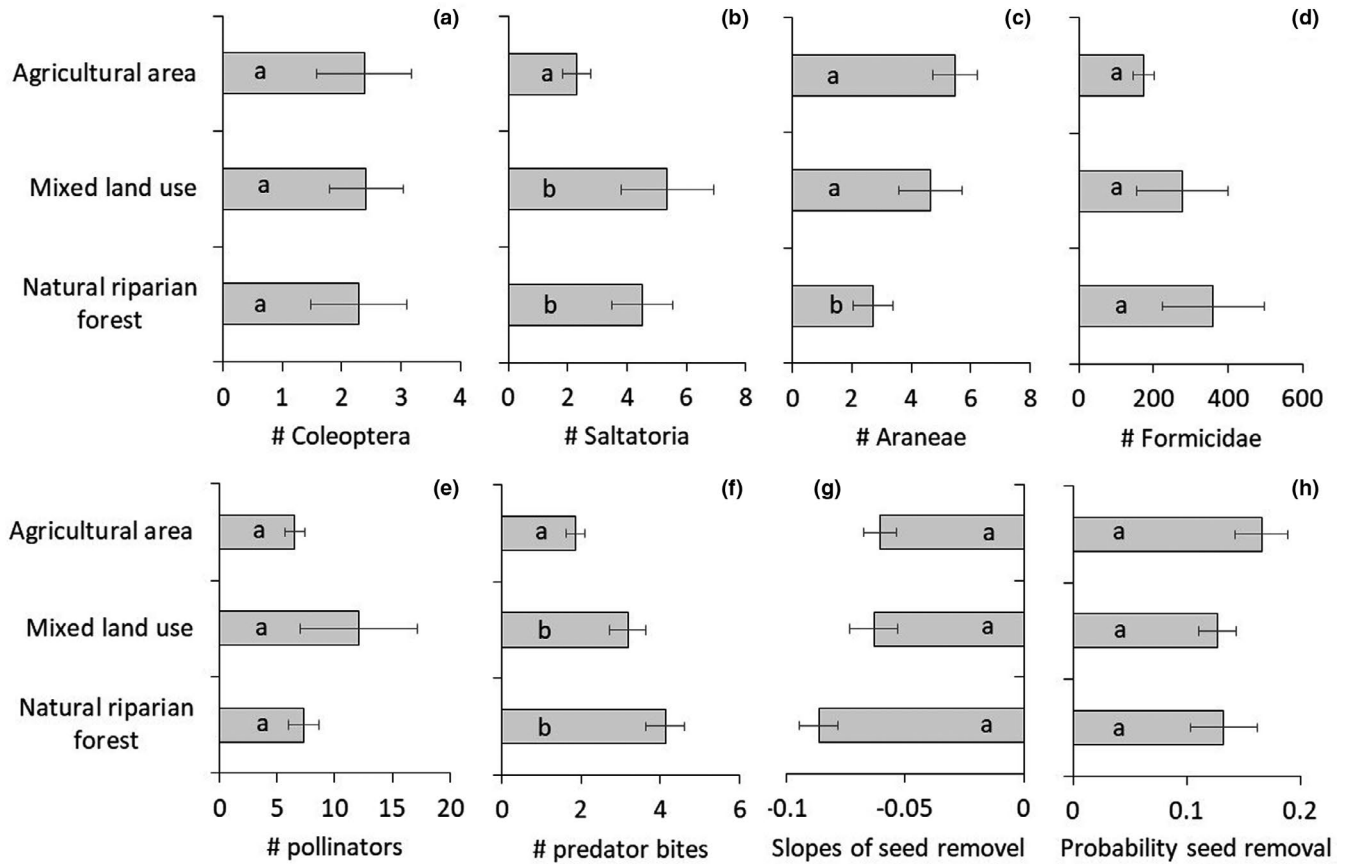 (a) (b) (c) (d)
Agricultural area a a a a
Mixed land use a b a a
Natural riparian
forest a b b a
0 1 2 3 4 0 2 4 6 8 0 2 4 6 8 0 200 400 600
# Coleoptera # Saltatoria # Araneae # Formicidae
(e) (f) (g) (h)
Agricultural area a a a a
Mixed land use a b a a
Natural riparian
forest a b a a
0 5 10 15 20 0 2 4 6 -0.1 -0.05 0 0 0.1 0.2
# pollinators # predator bites Slopes of seed removel Probability seed removal